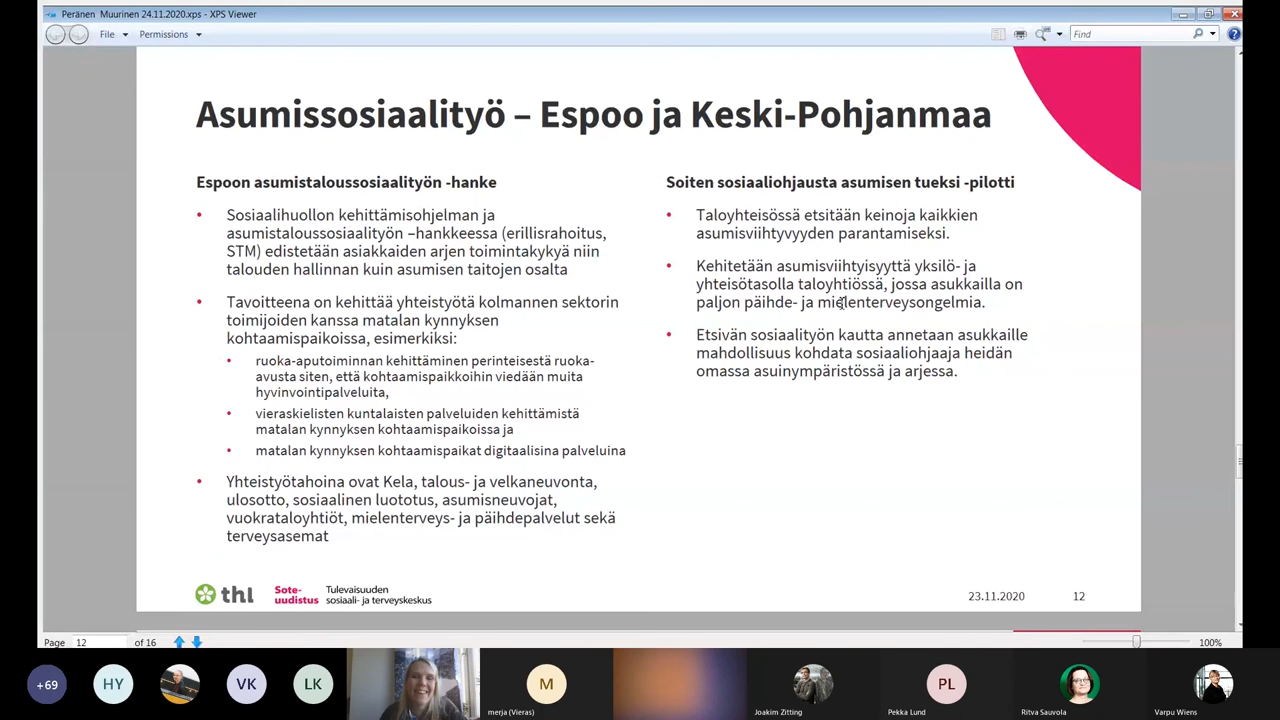 Peränen Muurinen 24.11.2020.xps - XPS Viewer
File
Permissions
Find
Asumissosiaalityö – Espoo ja Keski-Pohjanmaa
Espoon asumistaloussosiaalityön -hanke
• Sosiaalihuollon kehittämisohjelman ja
asumistaloussosiaalityön –hankkeessa (erillisrahoitus,
STM) edistetään asiakkaiden arjen toimintakykyä niin
talouden hallinnan kuin asumisen taitojen osalta
• Tavoitteena on kehittää yhteistyötä kolmannen sektorin
toimijoiden kanssa matalan kynnyksen
kohtaamispaikoissa, esimerkiksi:
• ruoka-aputoiminnan kehittäminen perinteisestä ruoka-
avusta siten, että kohtaamispaikkoihin viedään muita
hyvinvointipalveluita,
• vieraskielisten kuntalaisten palveluiden kehittämistä
matalan kynnyksen kohtaamispaikoissa ja
• matalan kynnyksen kohtaamispaikat digitaalisina palveluina
• Yhteistyötahoina ovat Kela, talous- ja velkaneuvonta,
ulosotto, sosiaalinen luototus, asumisneuvojat,
vuokrataloyhtiöt, mielenterveys- ja päihdepalvelut sekä
terveysasemat
Soiten sosiaaliohjausta asumisen tueksi -pilotti
• Taloyhteisössä etsitään keinoja kaikkien
asumisviihtyvyyden parantamiseksi.
• Kehitetään asumisviihtyisyyttä yksilö- ja
yhteisötasolla taloyhtiössä, jossa asukkailla on
paljon päihde- ja mielenterveysongelmia.
• Etsivän sosiaalityön kautta annetaan asukkaille
mahdollisuus kohdata sosiaaliohjaaja heidän
omassa asuinympäristössä ja arjessa.
thl
Sote-
uudistus
Tulevaisuuden
sosiaali- ja terveyskeskus
23.11.2020
12
Page 12 of 16
100%
+69
HY
VK
LK
M
merja (Vieras)
Joakim Zitting
PL
Pekka Lund
Ritva Sauvola
Varpu Wiens